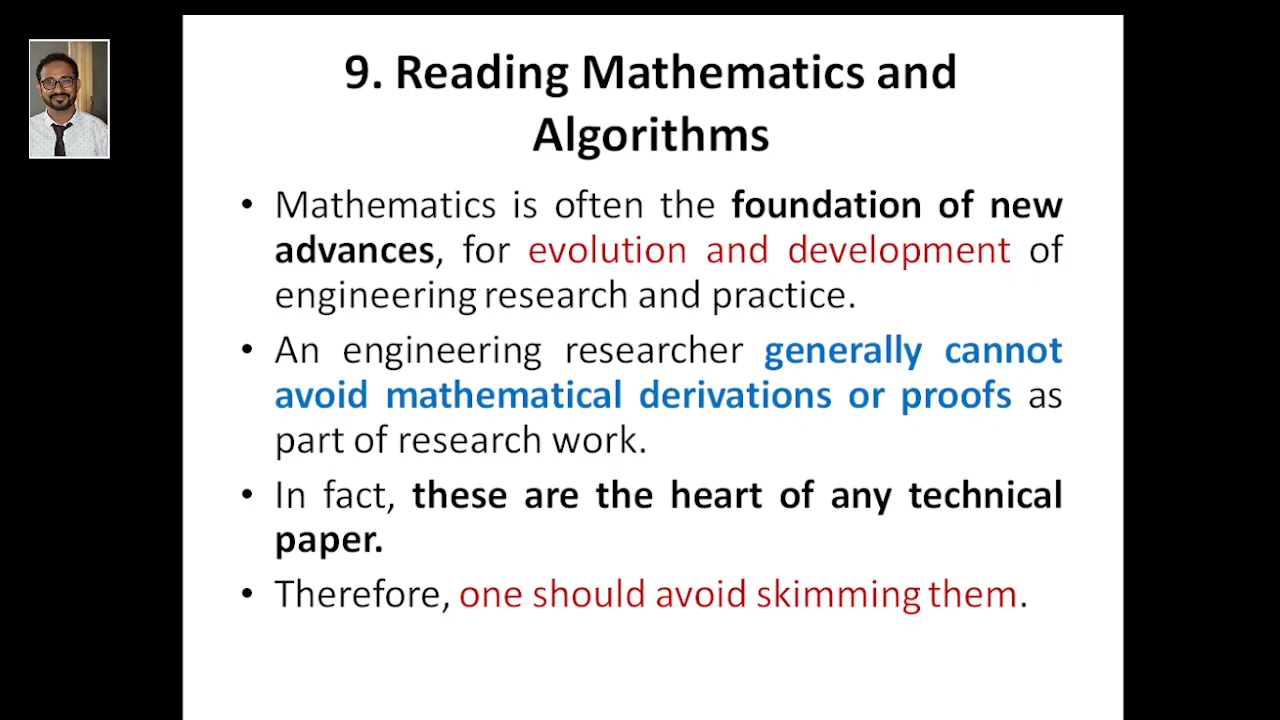 9. Reading Mathematics and
Algorithms
• Mathematics is often the foundation of new
advances, for evolution and development of
engineering research and practice.
• An engineering researcher generally cannot
avoid mathematical derivations or proofs as
part of research work.
• In fact, these are the heart of any technical
paper.
• Therefore, one should avoid skimming them.